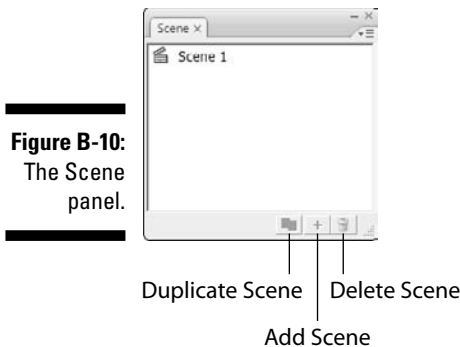 Scene ×
Scene 1
Figure B-10:
The Scene
panel.
Duplicate Scene
Delete Scene
Add Scene